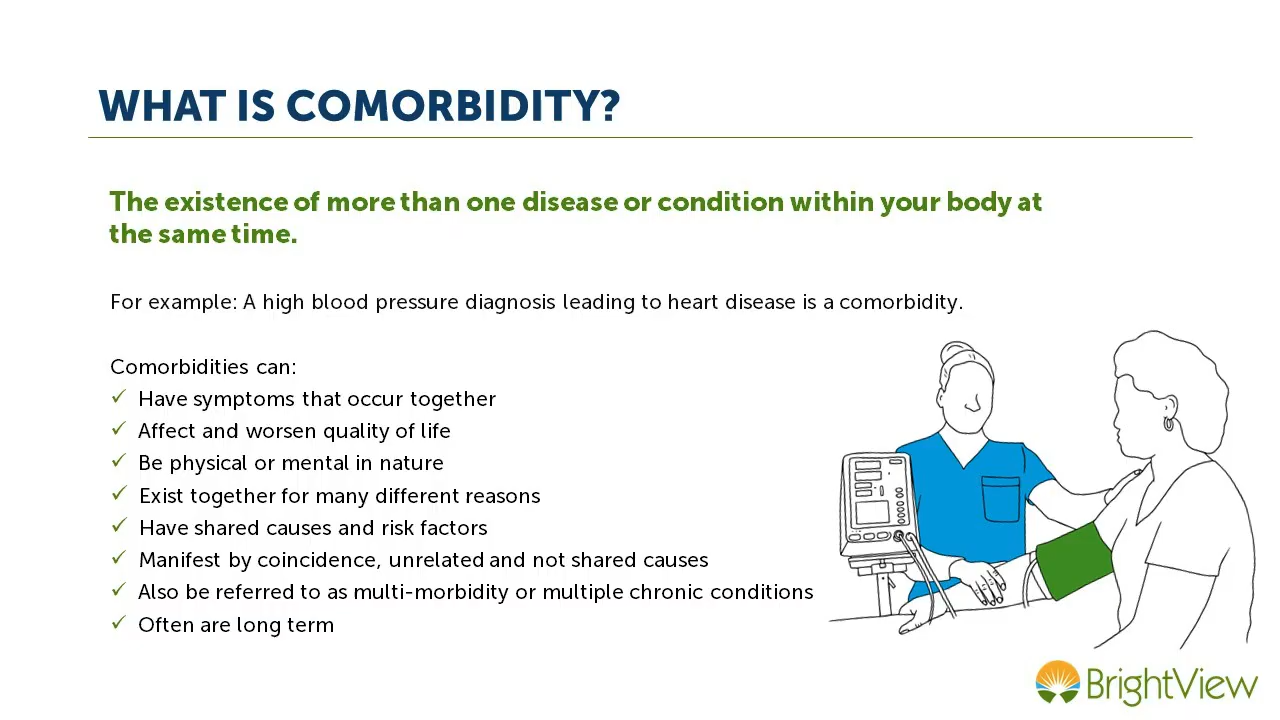 WHAT IS COMORBIDITY?
The existence of more than one disease or condition within your body at
the same time.
For example: A high blood pressure diagnosis leading to heart disease is a comorbidity.
Comorbidities can:
✓ Have symptoms that occur together
✓ Affect and worsen quality of life
✓ Be physical or mental in nature
✓ Exist together for many different reasons
✓ Have shared causes and risk factors
✓ Manifest by coincidence, unrelated and not shared causes
✓ Also be referred to as multi-morbidity or multiple chronic conditions
✓ Often are long term
BrightView